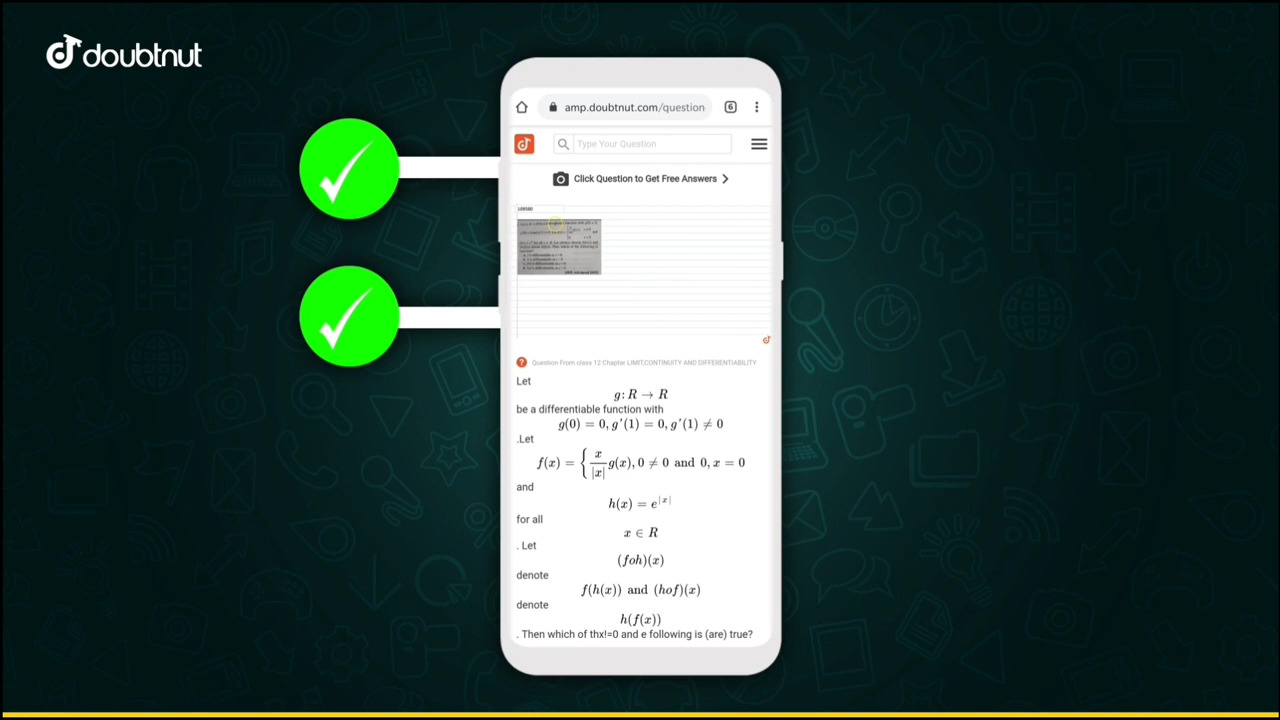 doubtnut
amp.doubtnut.com/question
6
Type Your Question
Click Question to Get Free Answers
Question From class 12 Chapter LIMIT,CONTINUITY AND DIFFERENTIABILITY
Let
g: R → R
be a differentiable function with
g(0) = 0, g'(1) = 0, g'(1) ≠ 0
.Let
f(x) = { x/|x| g(x), 0 ≠ 0 and 0, x = 0
and
h(x) = e^|x|
for all
x ∈ R
. Let
(foh)(x)
denote
f(h(x)) and (hof)(x)
denote
h(f(x))
. Then which of thx!=0 and e following is (are) true?